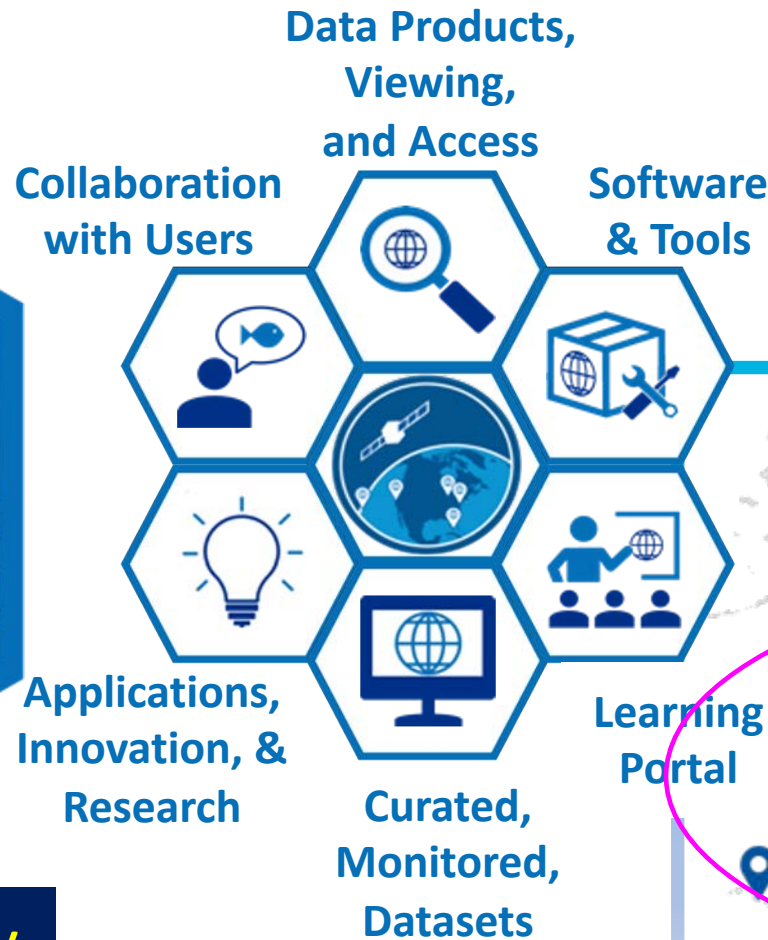 Data Products,
Viewing,
and Access
Collaboration
with Users
Software
& Tools
Applications,
Innovation, &
Research
Learning
Portal
Curated,
Monitored,
Datasets
/